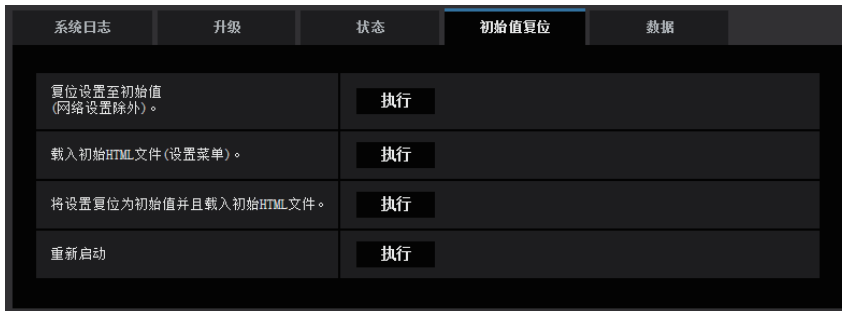 系统日志 升级 状态 初始值复位 数据
复位设置至初始值
(网络设置除外)。
执行
载入初始HTML文件(设置菜单)。 执行
将设置复位为初始值并且载入初始HTML文件。 执行
重新启动 执行